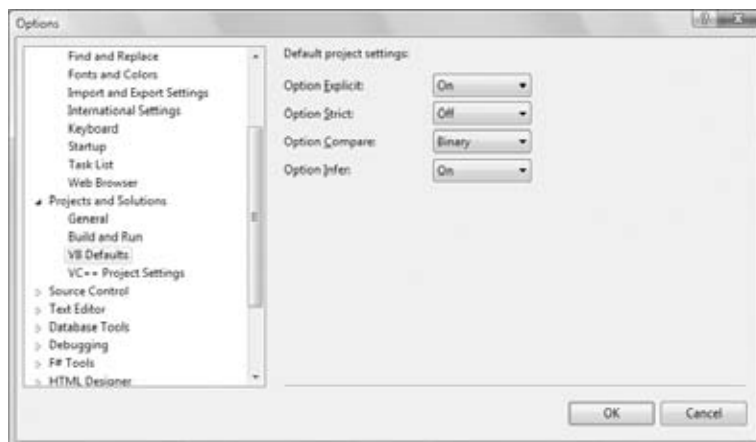 Options
Find and Replace
Fonts and Colors
Import and Export Settings
International Settings
Keyboard
Startup
Task List
Web Browser
Projects and Solutions
General
Build and Run
VB Defaults
VC++ Project Settings
Source Control
Text Editor
Database Tools
Debugging
F# Tools
HTML Designer
Default project settings:
Option Explicit: On
Option Strict: Off
Option Compare: Binary
Option Infer: On
OK Cancel